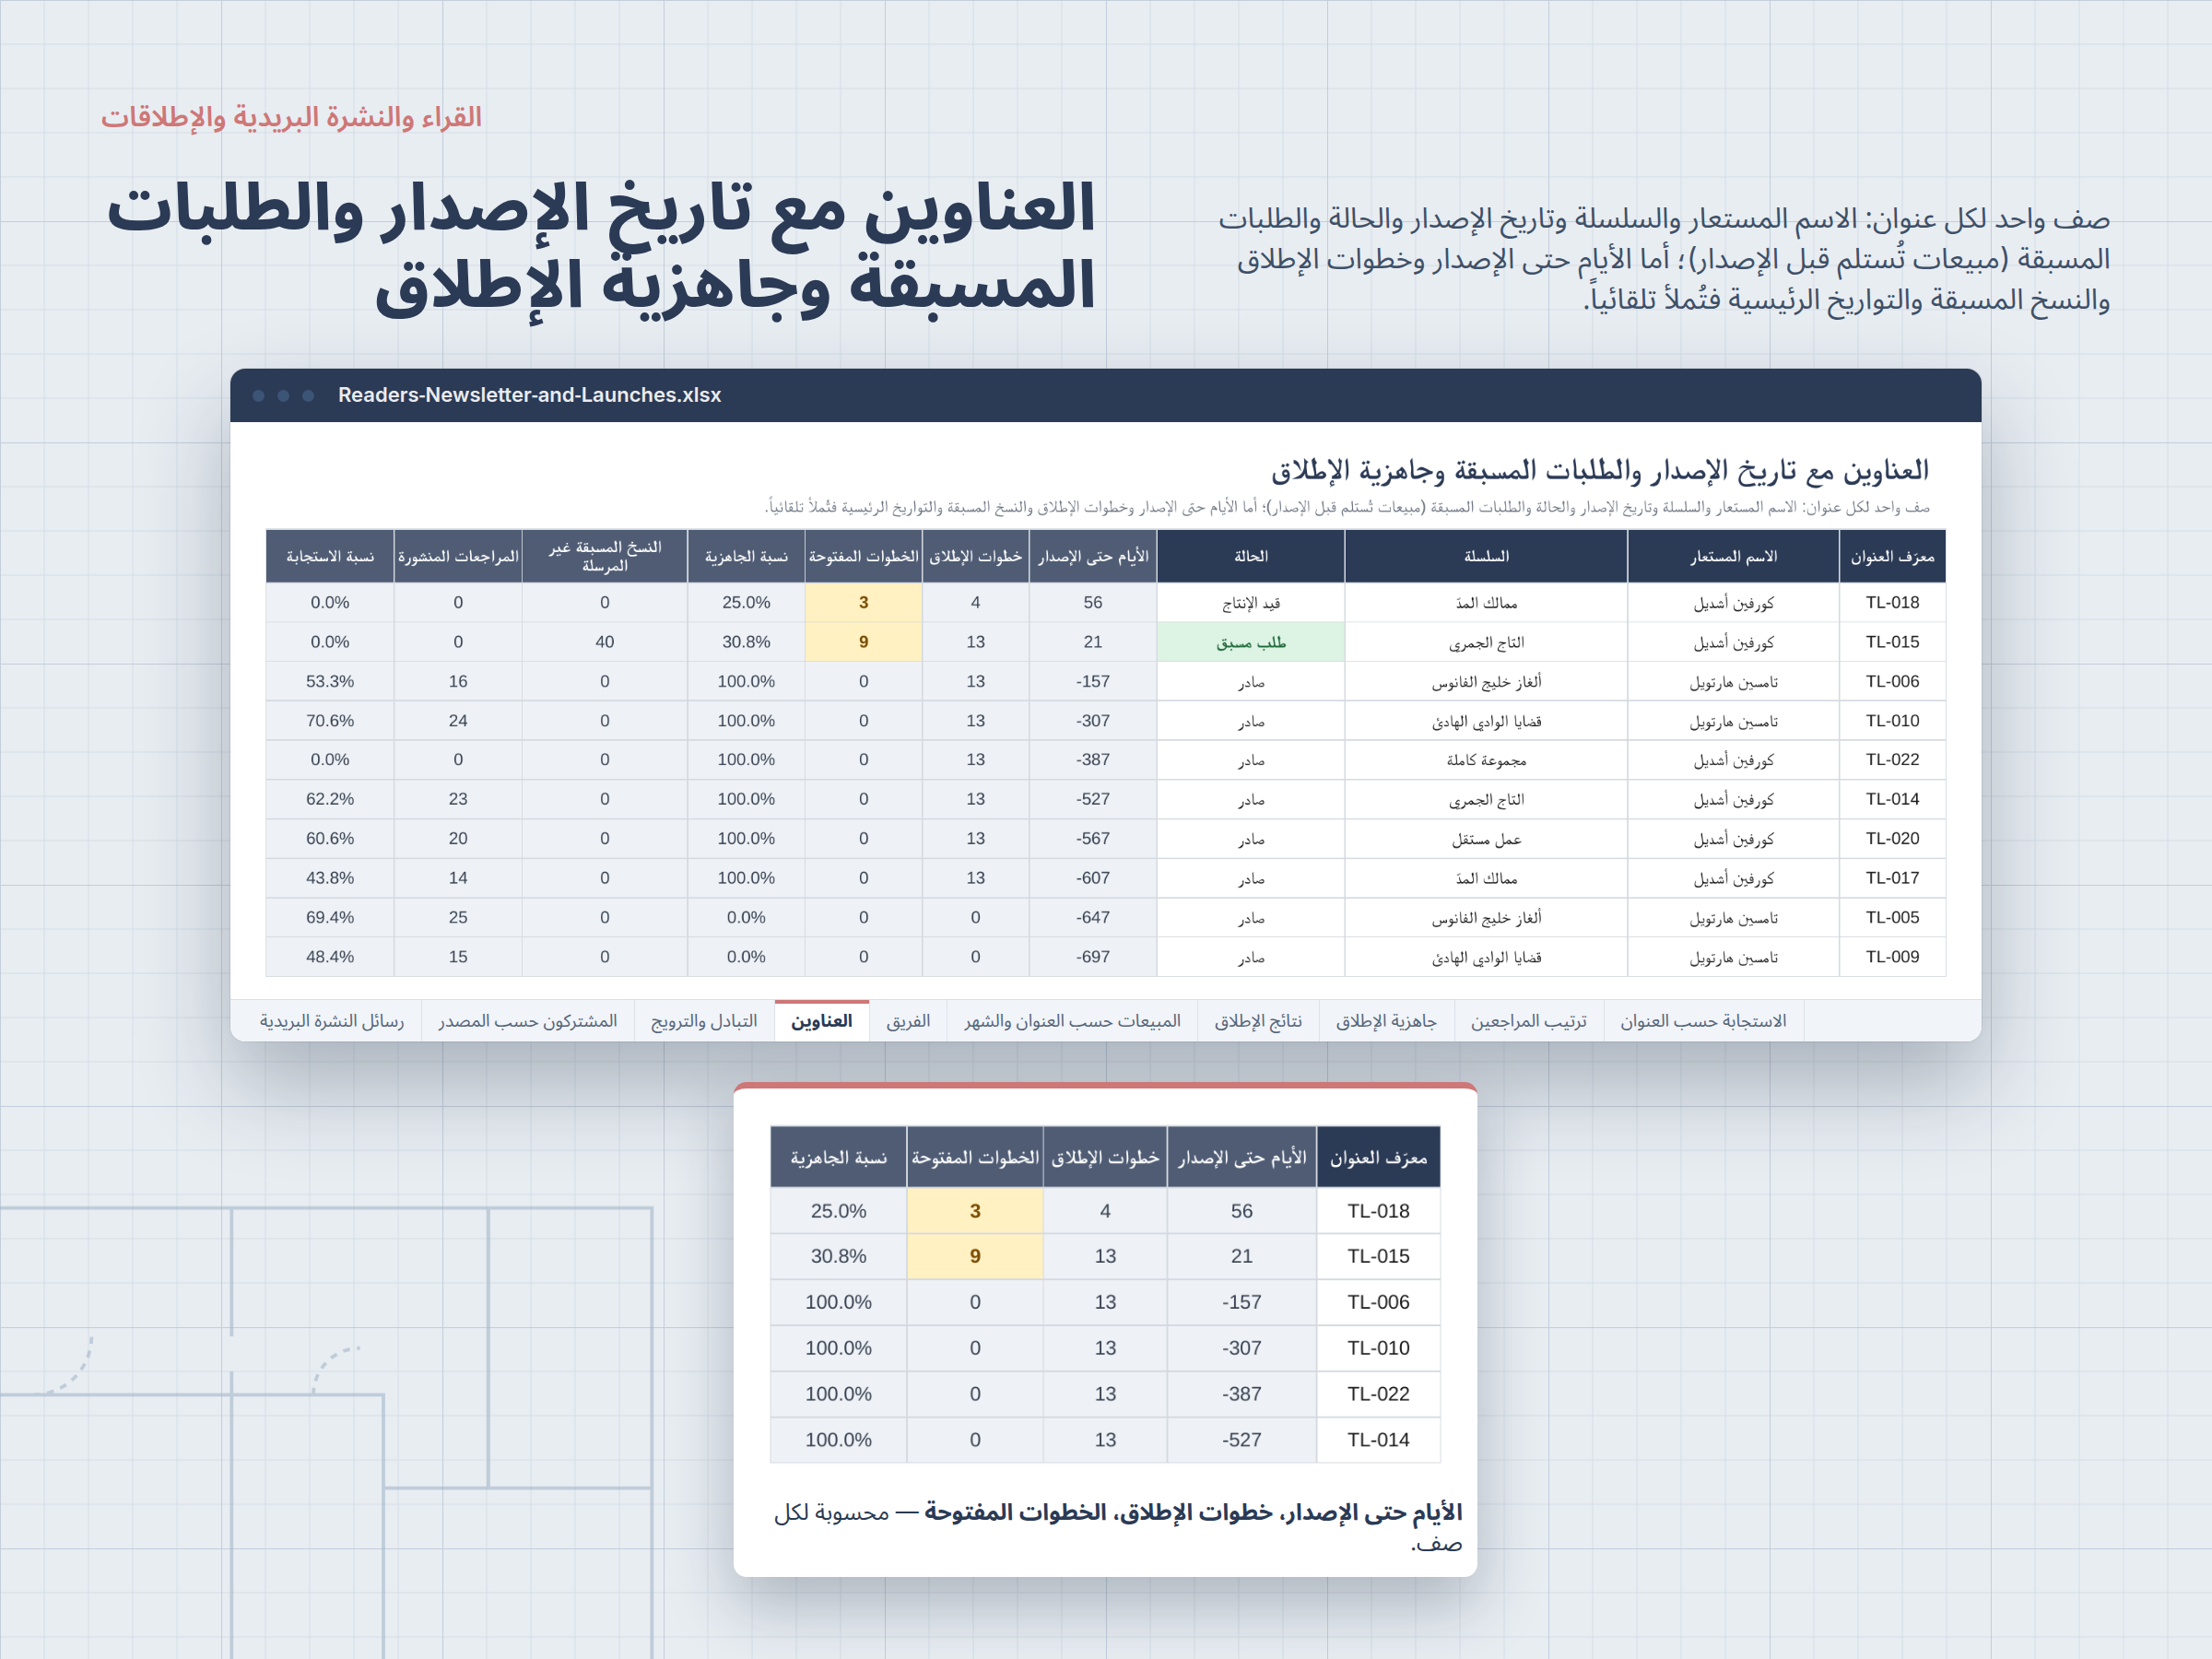 القراء والنشرة البريدية والإطلاقات
العناوين مع تاريخ الإصدار والطلبات
المسبقة وجاهزية الإطلاق
صف واحد لكل عنوان: الاسم المستعار والسلسلة وتاريخ الإصدار والحالة والطلبات
المسبقة (مبيعات تُستلم قبل الإصدار)؛ أما الأيام حتى الإصدار وخطوات الإطلاق
والنسخ المسبقة والتواريخ الرئيسية فتُملأ تلقائياً.
Readers-Newsletter-and-Launches.xlsx
العناوين مع تاريخ الإصدار والطلبات المسبقة وجاهزية الإطلاق
صف واحد لكل عنوان: الاسم المستعار والسلسلة وتاريخ الإصدار والحالة والطلبات المسبقة (مبيعات تُستلم قبل الإصدار)؛ أما الأيام حتى الإصدار وخطوات الإطلاق والنسخ المسبقة والتواريخ الرئيسية فتُملأ تلقائياً.
معرّف العنوان الاسم المستعار السلسلة الحالة الأيام حتى الإصدار خطوات الإطلاق الخطوات المفتوحة نسبة الجاهزية النسخ المسبقة غير المرسلة المراجعات المنشورة نسبة الاستجابة
TL-018 كورفين أشديل ممالك المدّ قيد الإنتاج 56 4 3 25.0% 0 0 0.0%
TL-015 كورفين أشديل التاج الجمري طلب مسبق 21 13 9 30.8% 40 0 0.0%
TL-006 تامسين هارتويل ألغاز خليج الفانوس صادر -157 13 0 100.0% 0 16 53.3%
TL-010 تامسين هارتويل قضايا الوادي الهادئ صادر -307 13 0 100.0% 0 24 70.6%
TL-022 كورفين أشديل مجموعة كاملة صادر -387 13 0 100.0% 0 0 0.0%
TL-014 كورفين أشديل التاج الجمري صادر -527 13 0 100.0% 0 23 62.2%
TL-020 كورفين أشديل عمل مستقل صادر -567 13 0 100.0% 0 20 60.6%
TL-017 كورفين أشديل ممالك المدّ صادر -607 13 0 100.0% 0 14 43.8%
TL-005 تامسين هارتويل ألغاز خليج الفانوس صادر -647 0 0 0.0% 0 25 69.4%
TL-009 تامسين هارتويل قضايا الوادي الهادئ صادر -697 0 0 0.0% 0 15 48.4%
الاستجابة حسب العنوان ترتيب المراجعين جاهزية الإطلاق نتائج الإطلاق المبيعات حسب العنوان والشهر الفريق العناوين التبادل والترويج المشتركون حسب المصدر رسائل النشرة البريدية
معرّف العنوان الأيام حتى الإصدار خطوات الإطلاق الخطوات المفتوحة نسبة الجاهزية
TL-018 56 4 3 25.0%
TL-015 21 13 9 30.8%
TL-006 -157 13 0 100.0%
TL-010 -307 13 0 100.0%
TL-022 -387 13 0 100.0%
TL-014 -527 13 0 100.0%
الأيام حتى الإصدار، خطوات الإطلاق، الخطوات المفتوحة — محسوبة لكل
صف.